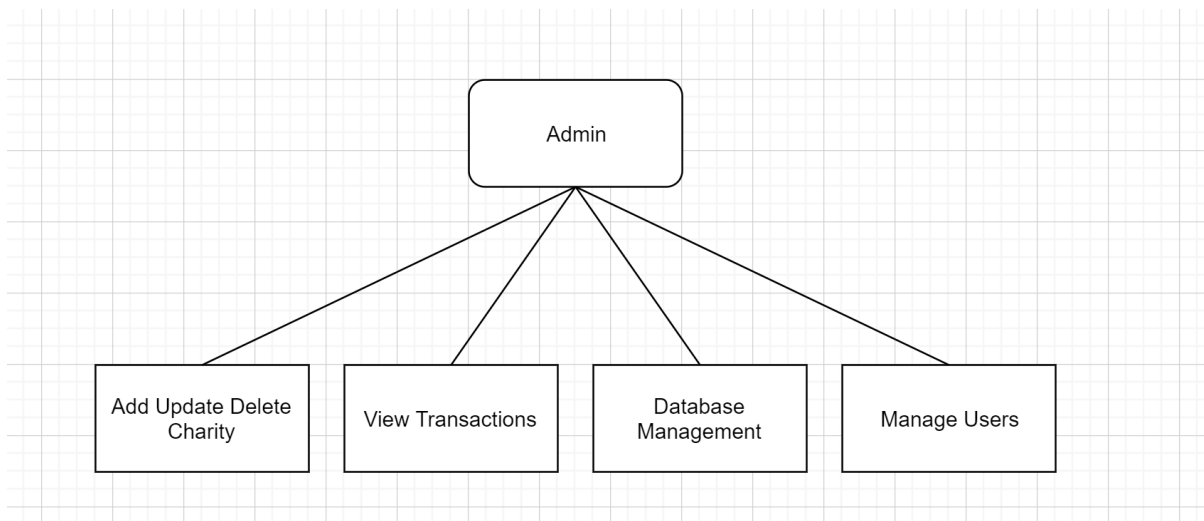 Admin
Add Update Delete
Charity
View Transactions
Database
Management
Manage Users